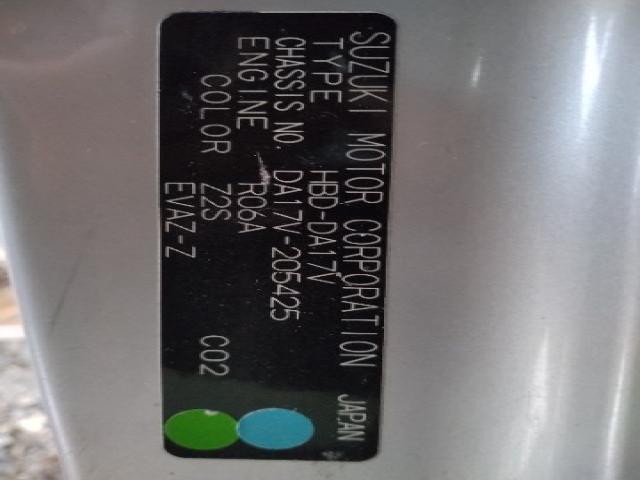 SUZUKI MOTOR CORPORATION JAPAN
TYPE HBD-DA17V
CHASSIS NO. DA17V-205425
ENGINE R06A
COLOR Z2S C02
EVAZ-Z